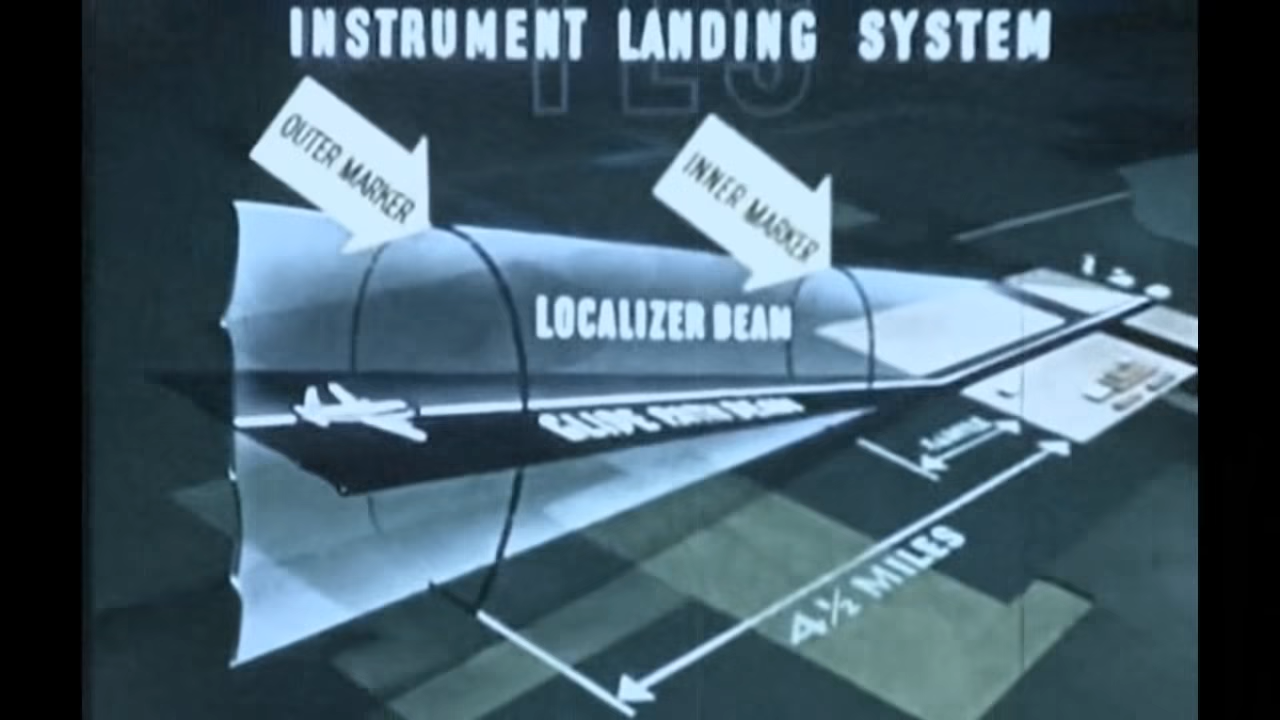 INSTRUMENT LANDING SYSTEM
OUTER MARKER
INNER MARKER
LOCALIZER BEAM
GLIDE PATH BEAM
4½ MILES